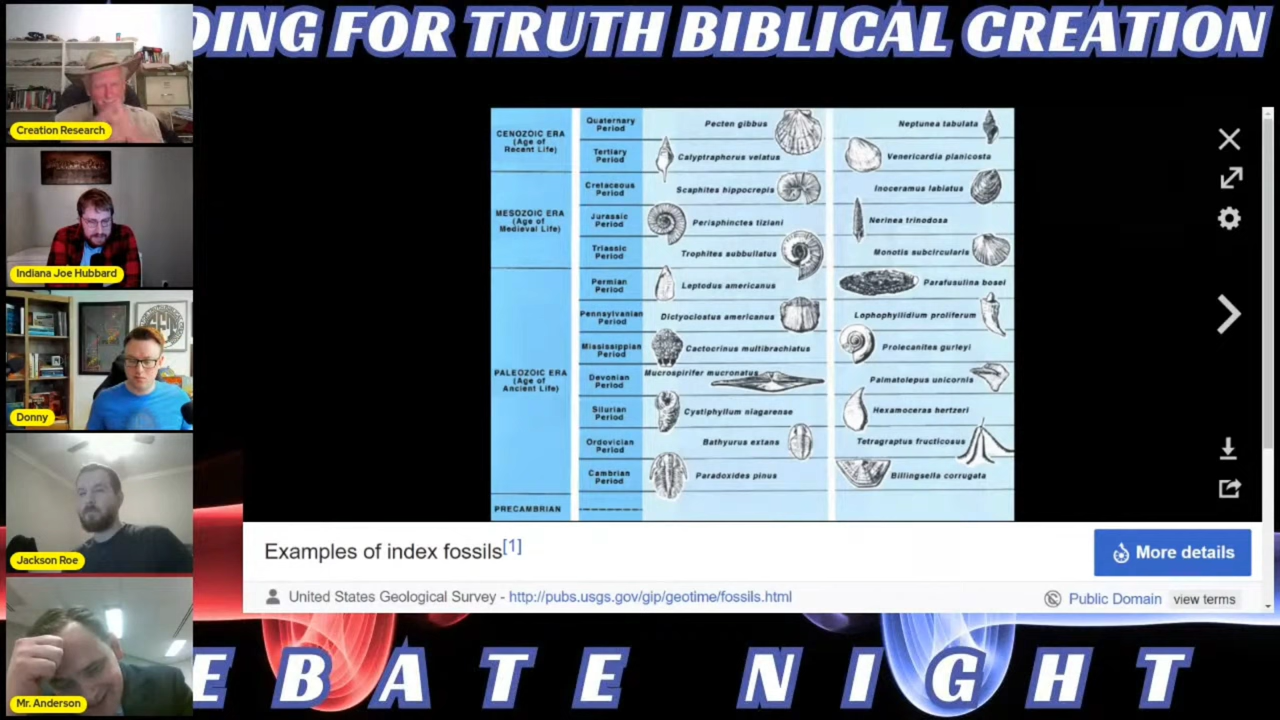 DING FOR TRUTH BIBLICAL CREATION
Creation Research
Indiana Joe Hubbard
Donny
Jackson Roe
Mr. Anderson
CENOZOIC ERA
(Age of
Recent Life)
Quaternary
Period
Pecten gibbus
Neptunea tabulata
Tertiary
Period
Calyptraphorus velatus
Venericardia planicosta
MESOZOIC ERA
(Age of
Medieval Life)
Cretaceous
Period
Scaphites hippocrepis
Inoceramus labiatus
Jurassic
Period
Perisphinctes tiziani
Nerinea trinodosa
Triassic
Period
Trophites subbullatus
Monotis subcircularis
PALEOZOIC ERA
(Age of
Ancient Life)
Permian
Period
Leptodus americanus
Parafusulina bosei
Pennsylvanian
Period
Dictyoclostus americanus
Lophophyllidium proliferum
Mississippian
Period
Cactocrinus multibrachiatus
Prolecanites gurleyi
Devonian
Period
Mucrospirifer mucronatus
Palmatolepus unicornis
Silurian
Period
Cystiphyllum niagarense
Hexamoceras hertzeri
Ordovician
Period
Bathyurus extans
Tetragraptus fructicosus
Cambrian
Period
Paradoxides pinus
Billingsella corrugata
PRECAMBRIAN
Examples of index fossils[1]
More details
United States Geological Survey - http://pubs.usgs.gov/gip/geotime/fossils.html
Public Domain view terms
EBATE NIGHT